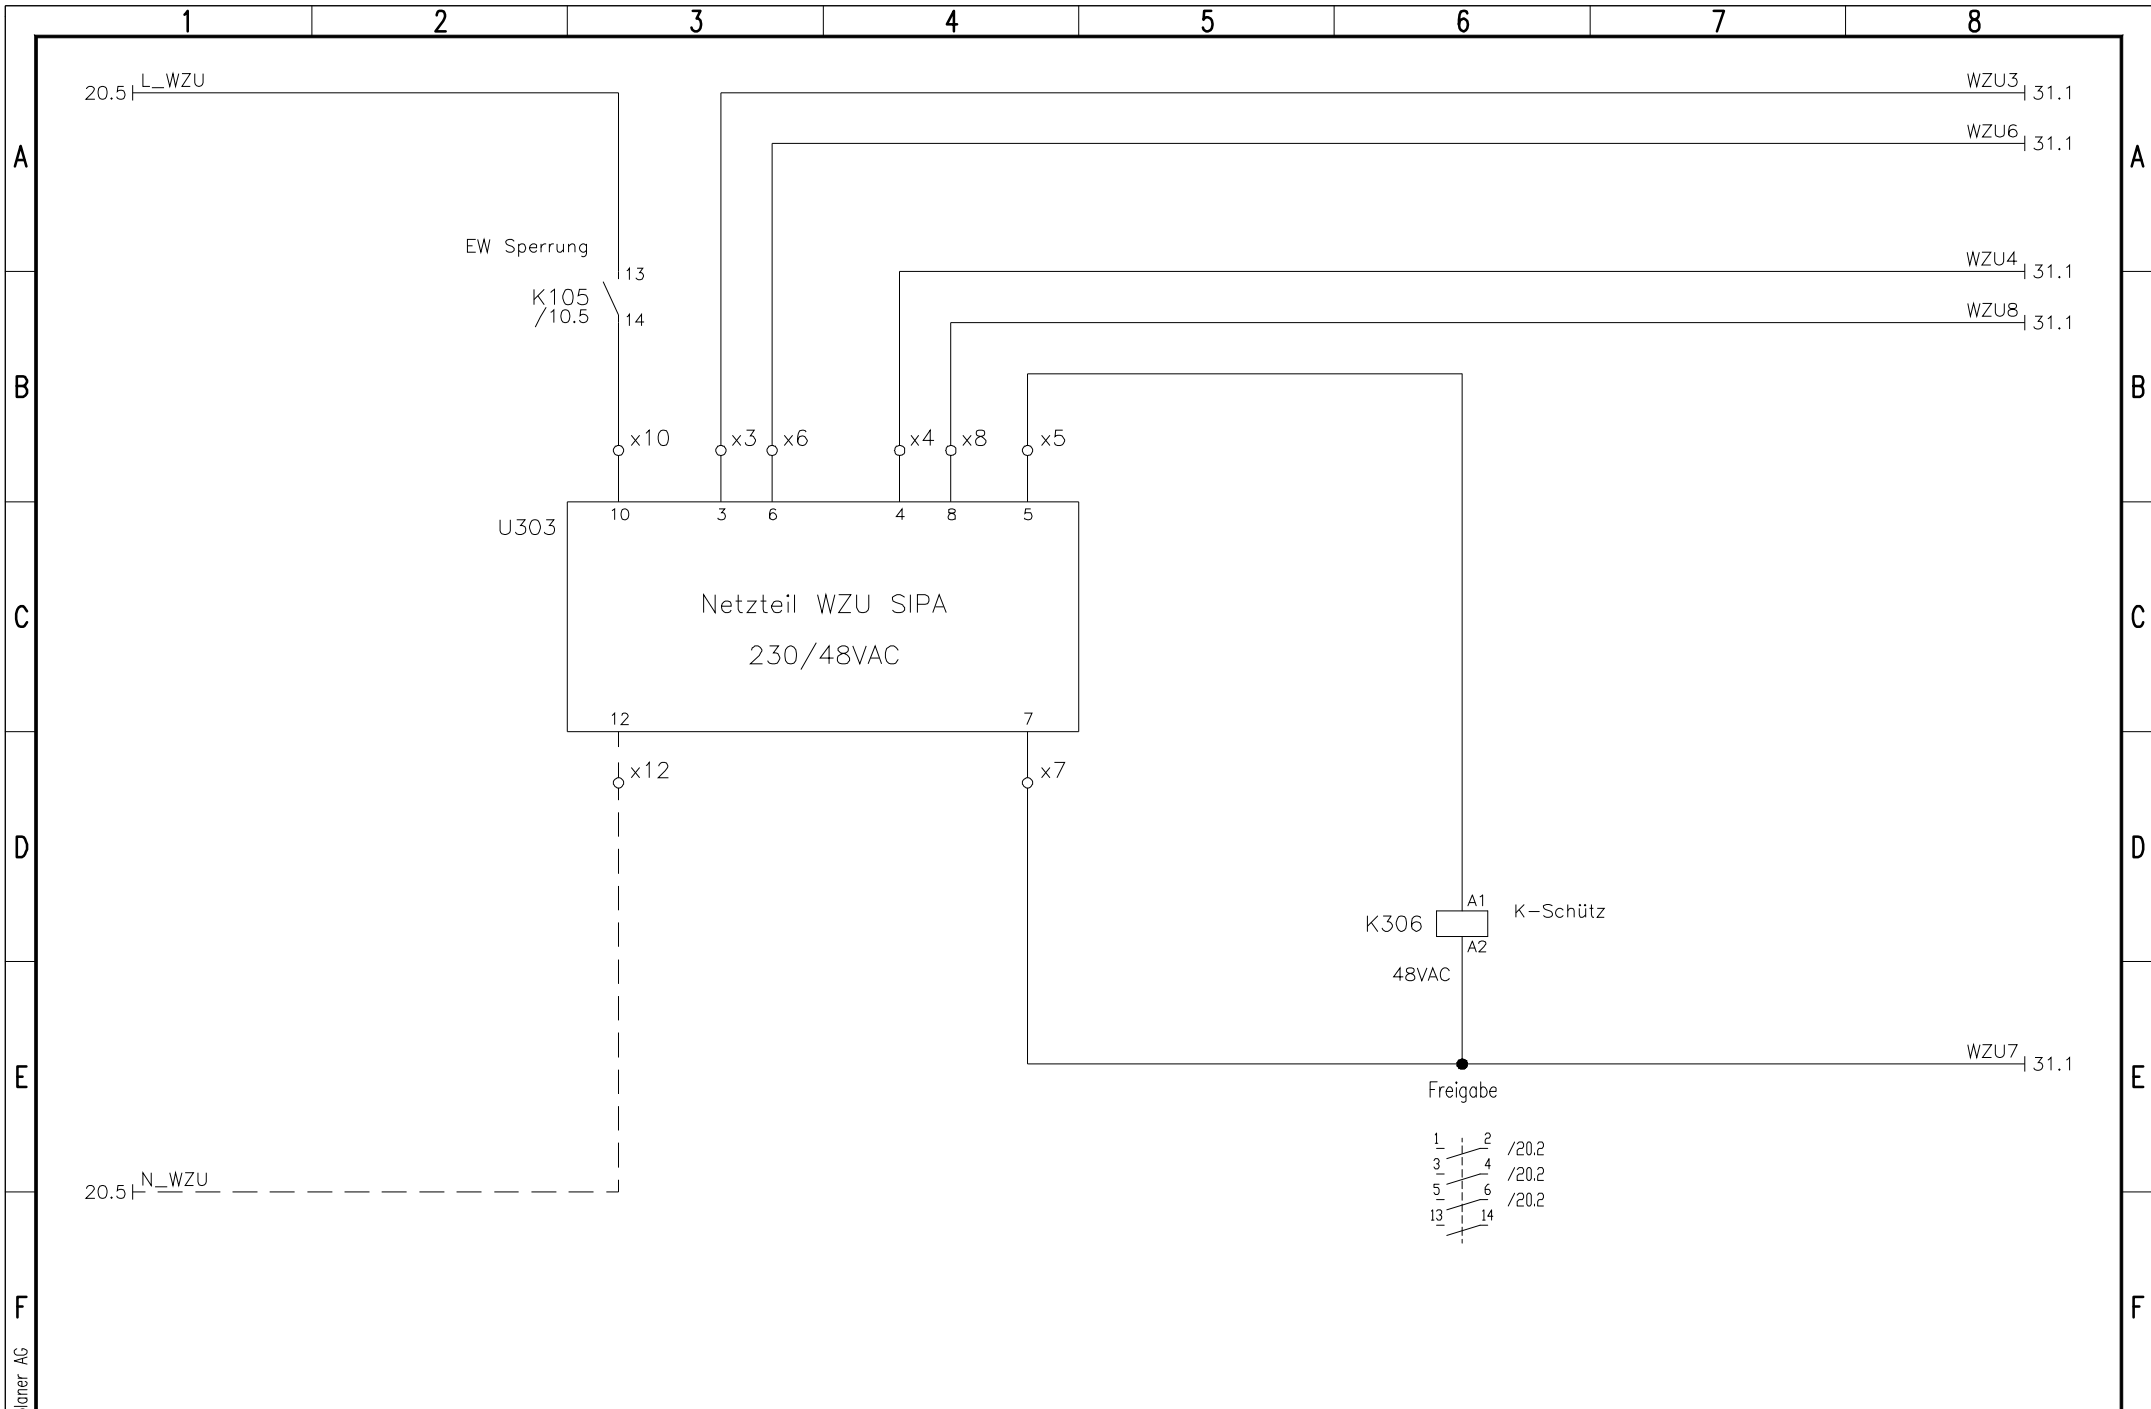 1 2 3 4 5 6 7 8
20.5 L_WZU
WZU3 31.1
WZU6 31.1
A A
EW Sperrung
13
K105
/10.5
14
WZU4 31.1
WZU8 31.1
B B
x10 x3 x6 x4 x8 x5
U303
10 3 6 4 8 5
Netzteil WZU SIPA
230/48VAC
C C
12 7
x12 x7
D D
A1
K306
K-Schütz
A2
48VAC
WZU7 31.1
E E
Freigabe
1 2 /20.2
3 4 /20.2
5 6 /20.2
13 14
20.5 N_WZU
F F
AG